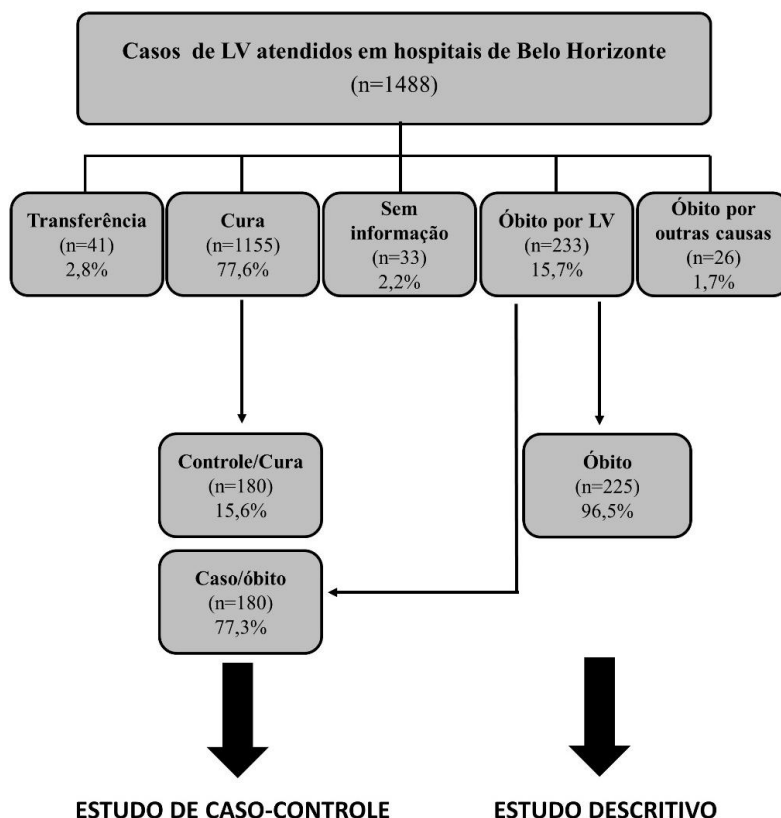 Casos de LV atendidos em hospitais de Belo Horizonte
(n=1488)
Transferência
(n=41)
2,8%
Cura
(n=1155)
77,6%
Sem
informação
(n=33)
2,2%
Óbito por LV
(n=233)
15,7%
Óbito por
outras causas
(n=26)
1,7%
Controle/Cura
(n=180)
15,6%
Óbito
(n=225)
96,5%
Caso/óbito
(n=180)
77,3%
ESTUDO DE CASO-CONTROLE
ESTUDO DESCRITIVO